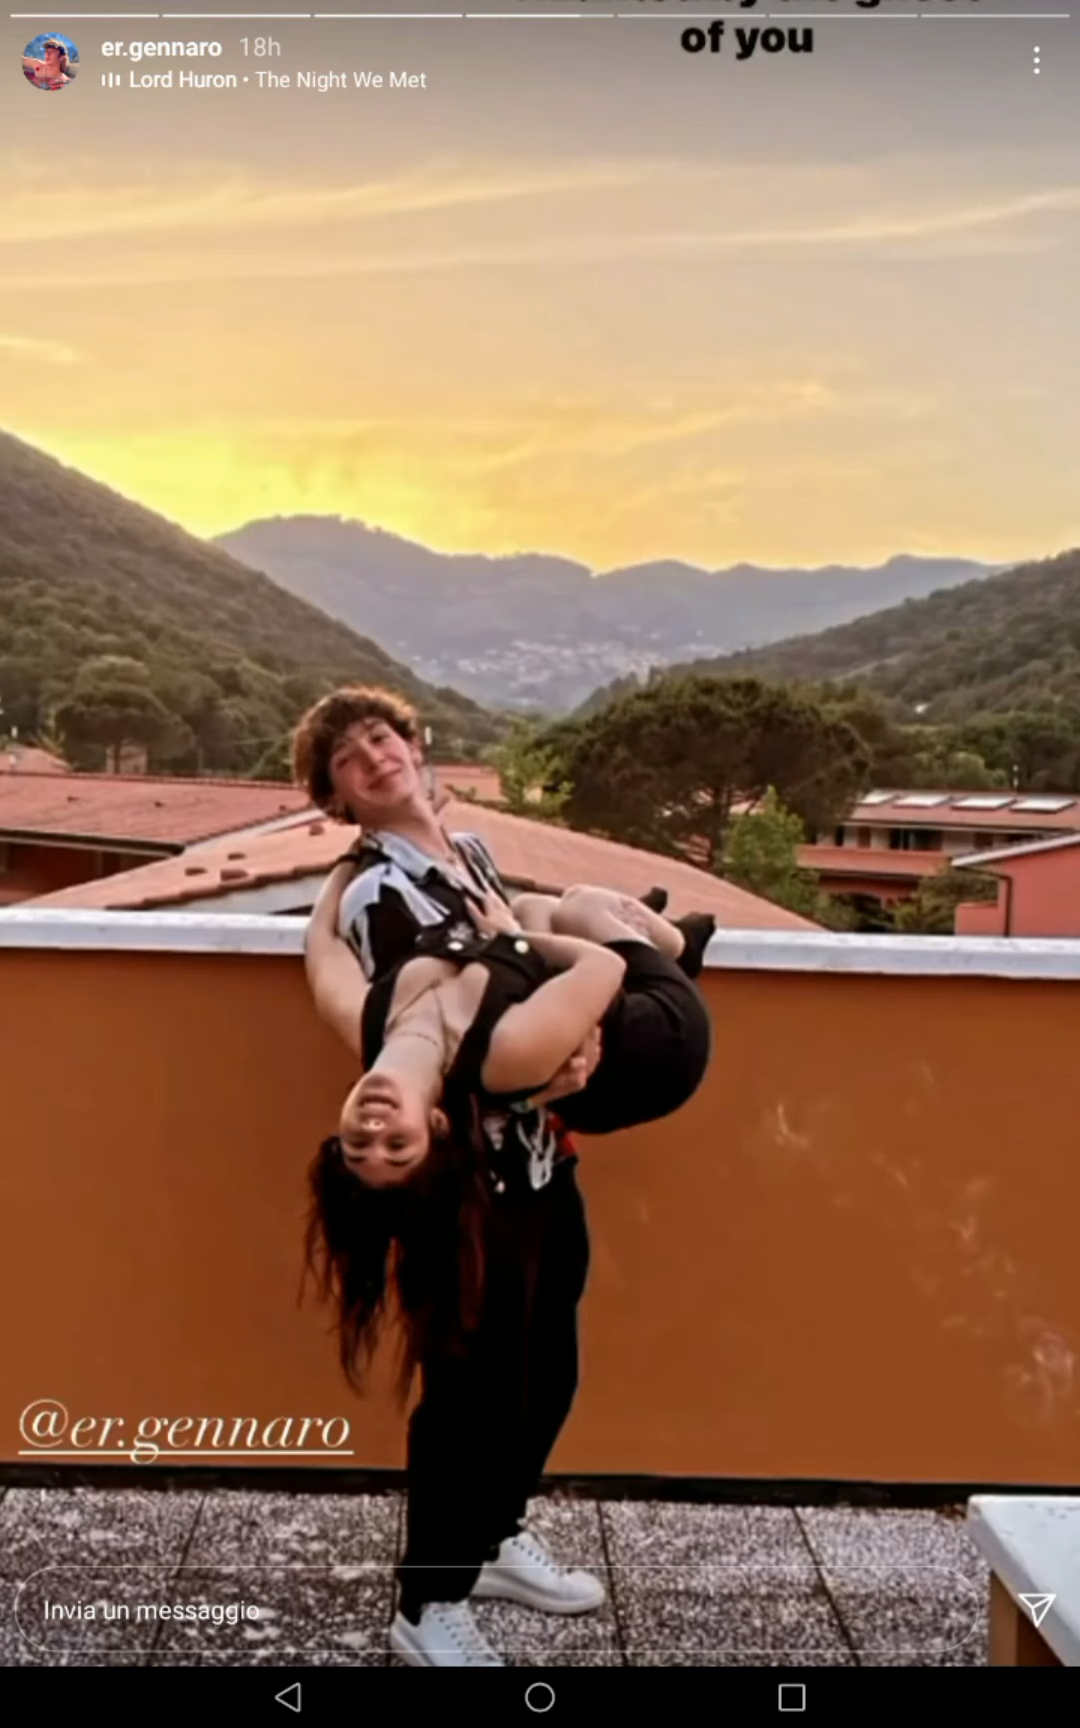 of you
er.gennaro 18h
Lord Huron • The Night We Met
@er.gennaro
Invia un messaggio